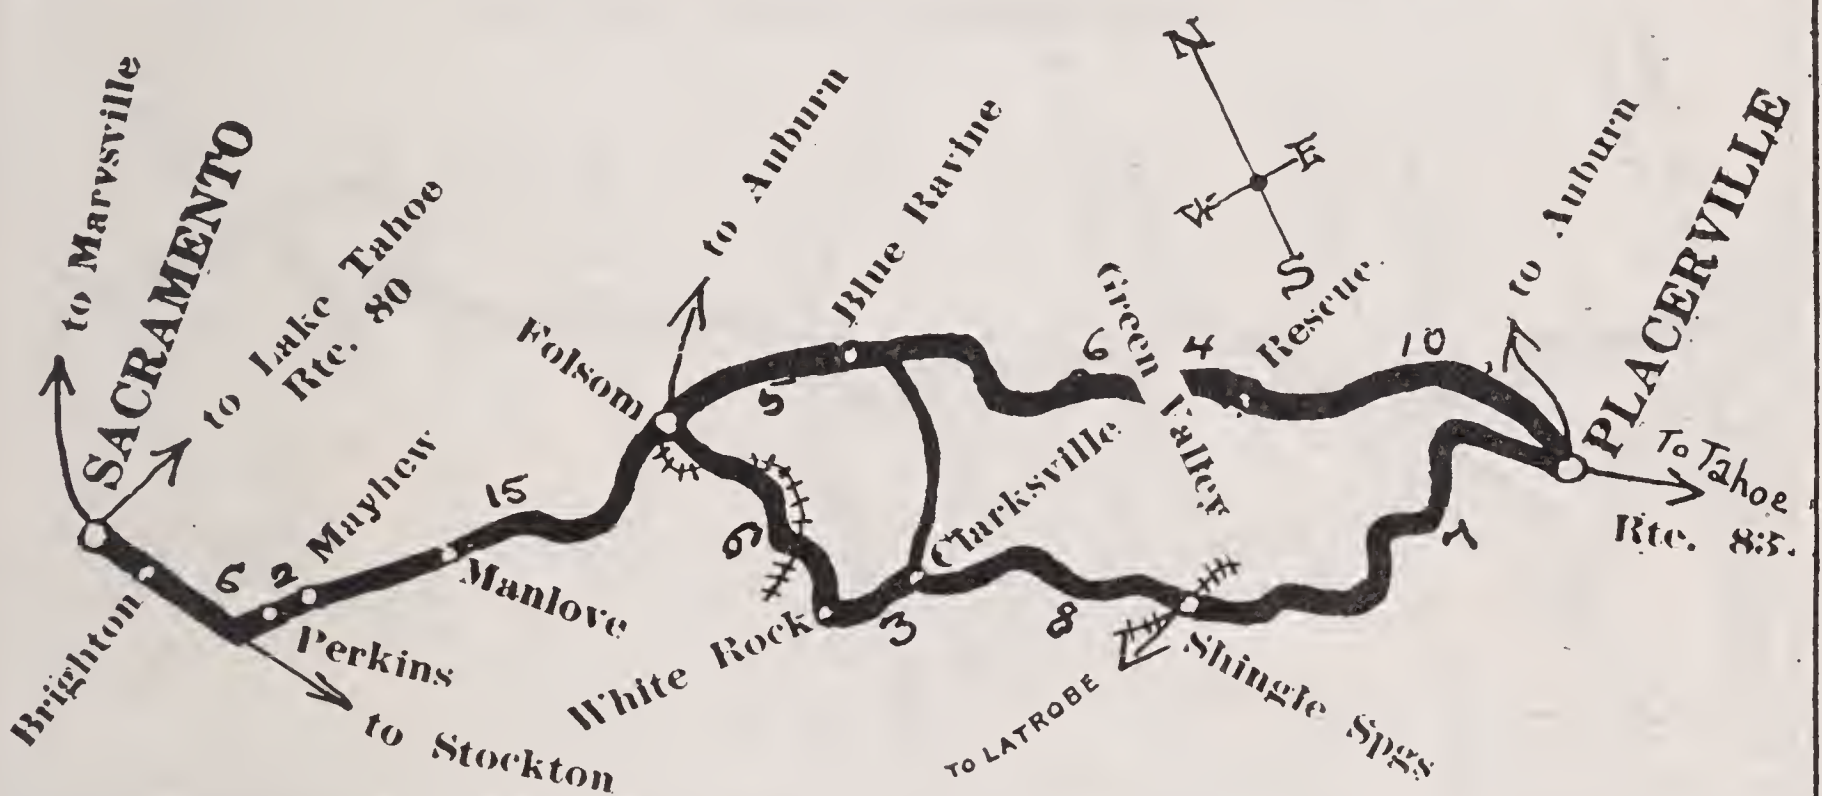 to Marysville
SACRAMENTO
to Lake Tahoe
Rte. 80
Brighton
6
2
Perkins
Mayhew
Manlove
to Stockton
15
Folsom
to Auburn
5
Blue Ravine
9
White Rock
3
Clarksville
6
Green
Valley
4
Rescue
10
N
E
S
8
Shingle Spgs
TO LATROBE
to Auburn
PLACERVILLE
To Tahoe
Rte. 85.